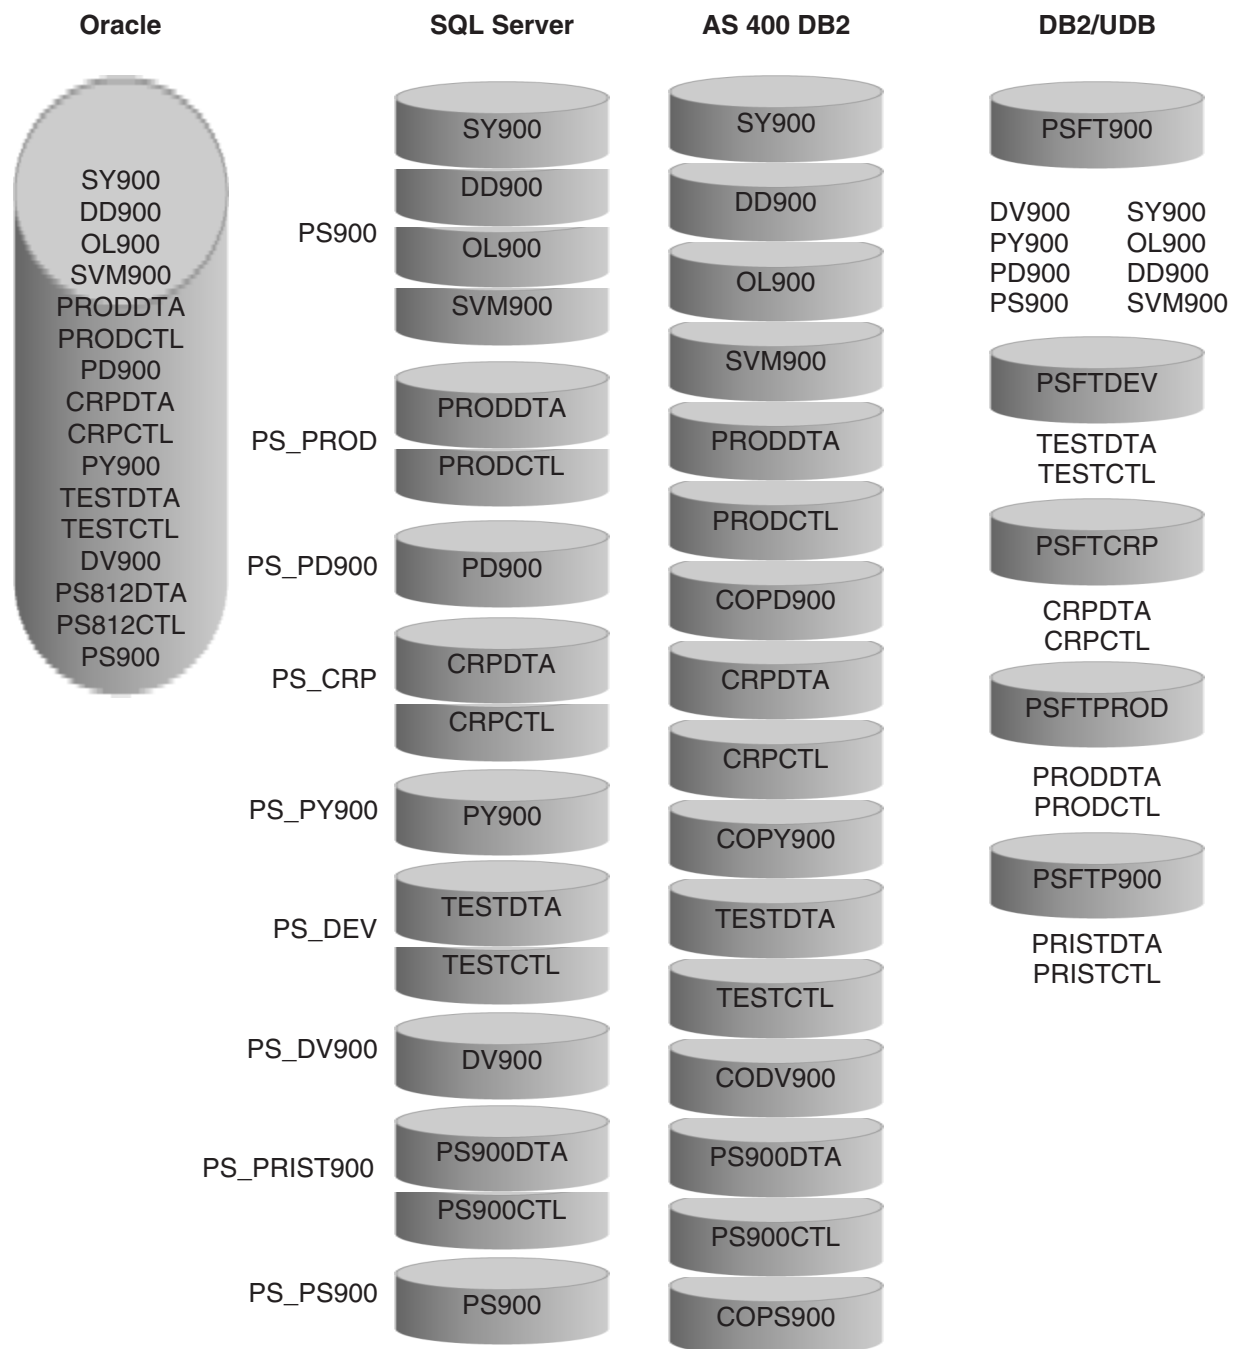 Oracle
SY900
DD900
OL900
SVM900
PRODDTA
PRODCTL
PD900
CRPDTA
CRPCTL
PY900
TESTDTA
TESTCTL
DV900
PS812DTA
PS812CTL
PS900
SQL Server
PS900
SY900
DD900
OL900
SVM900
PS_PROD
PRODDTA
PRODCTL
PS_PD900
PD900
PS_CRP
CRPDTA
CRPCTL
PS_PY900
PY900
PS_DEV
TESTDTA
TESTCTL
PS_DV900
DV900
PS_PRIST900
PS900DTA
PS900CTL
PS_PS900
PS900
AS 400 DB2
SY900
DD900
OL900
SVM900
PRODDTA
PRODCTL
COPD900
CRPDTA
CRPCTL
COPY900
TESTDTA
TESTCTL
CODV900
PS900DTA
PS900CTL
COPS900
DB2/UDB
PSFT900
DV900 SY900
PY900 OL900
PD900 DD900
PS900 SVM900
PSFTDEV
TESTDTA
TESTCTL
PSFTCRP
CRPDTA
CRPCTL
PSFTPROD
PRODDTA
PRODCTL
PSFTP900
PRISTDTA
PRISTCTL